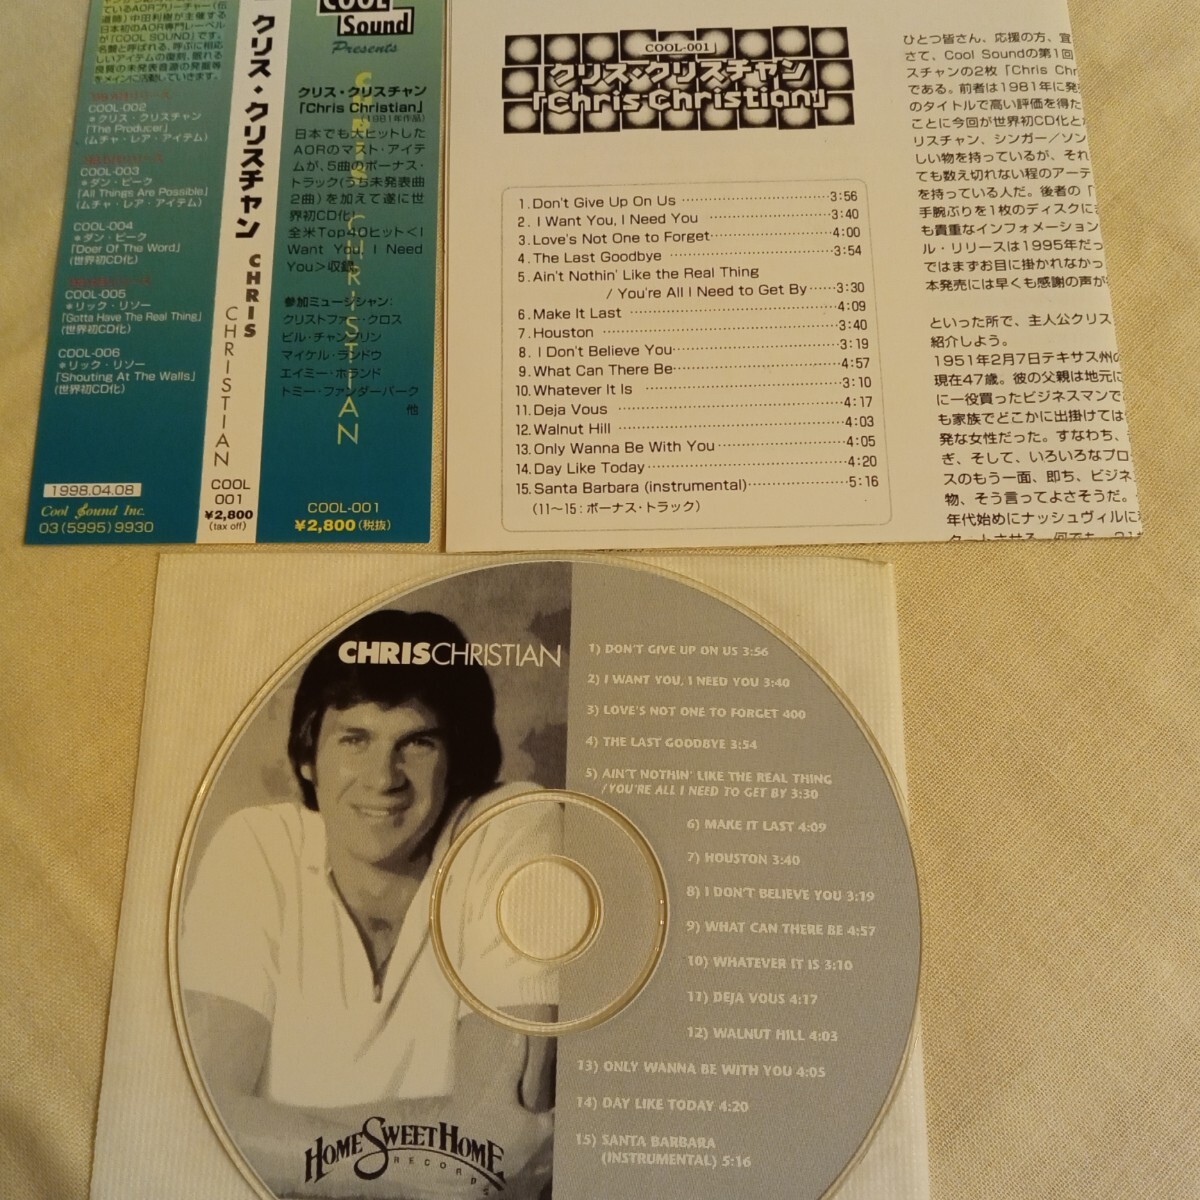 ているAORプリーチャー(伝
道師)中田利樹が主催する
日本初のAOR専門レーベル
が「COOL SOUND」です。
名盤と呼ばれる、呼ぶに相応
しいアイテムの復刻、眠れる
良質の未発表音源の発掘等
をメインに活動していきます。
COOL-002
＊クリス・クリスチャン
「The Producer」
(ムチャ・レア・アイテム)
COOL-003
＊ダン・ピーク
「All Things Are Possible」
(ムチャ・レア・アイテム)
COOL-004
＊ダン・ピーク
「Doer Of The Word」
(世界初CD化)
COOL-005
＊リック・リソー
「Gotta Have The Real Thing」
(世界初CD化)
COOL-006
＊リック・リソー
「Shouting At The Walls」
(世界初CD化)
1998.04.08
Cool Sound Inc.
03(5995)9930
クリス・クリスチャン
CHRIS
CHRISTIAN
COOL
001
¥2,800
(tax off)
COOL
Sound
Presents
CHRIS CHRISTIAN
クリス・クリスチャン
「Chris Christian」
(1981年作品)
日本でも大ヒットした
AORのマスト・アイテ
ムが、5曲のボーナス・
トラック(うち未発表曲
2曲)を加えて遂に世
界初CD化!
全米Top40ヒット<I
Want You, I Need
You>収録
参加ミュージシャン:
クリストファー・クロス
ビル・チャンプリン
マイケル・ランドウ
エイミー・ホランド
トミー・ファンダーバーク
他
COOL-001
¥2,800(税抜)
COOL-001
クリス・クリスチャン
「Chris Christian」
1. Don't Give Up On Us 3:56
2. I Want You, I Need You 3:40
3. Love's Not One to Forget 4:00
4. The Last Goodbye 3:54
5. Ain't Nothin' Like the Real Thing
/ You're All I Need to Get By 3:30
6. Make It Last 4:09
7. Houston 3:40
8. I Don't Believe You 3:19
9. What Can There Be 4:57
10. Whatever It Is 3:10
11. Deja Vous 4:17
12. Walnut Hill 4:03
13. Only Wanna Be With You 4:05
14. Day Like Today 4:20
15. Santa Barbara (instrumental) 5:16
(11〜15：ボーナス・トラック)
ひとつ皆さん、応援の方、宜
さて、Cool Soundの第1回
スチャンの2枚「Chris Chr
である。前者は1981年に発
のタイトルで高い評価を得た
ことに今回が世界初CD化と
リスチャン、シンガー/ソン
しい物を持っているが、それ
ても数え切れない程のアーテ
を持っている人だ。後者の「
手腕ぶりを1枚のディスクに
も貴重なインフォメーション
ル・リリースは1995年だっ
ではまずお目に掛かれなかっ
本発売には早くも感謝の声が
といった所で、主人公クリス
紹介しよう。
1951年2月7日テキサス州の
現在47歳。彼の父親は地元に
に一役買ったビジネスマンで
も家族でどこかに出掛けては
発な女性だった。すなわち、
ぎ、そして、いろいろなプロ
スのもう一面、即ち、ビジネ
物、そう言ってよさそうだ。
年代始めにナッシュヴィルに
CHRISCHRISTIAN
1) DON'T GIVE UP ON US 3:56
2) I WANT YOU, I NEED YOU 3:40
3) LOVE'S NOT ONE TO FORGET 400
4) THE LAST GOODBYE 3:54
5) AIN'T NOTHIN' LIKE THE REAL THING
/YOU'RE ALL I NEED TO GET BY 3:30
6) MAKE IT LAST 4:09
7) HOUSTON 3:40
8) I DON'T BELIEVE YOU 3:19
9) WHAT CAN THERE BE 4:57
10) WHATEVER IT IS 3:10
11) DEJA VOUS 4:17
12) WALNUT HILL 4:03
13) ONLY WANNA BE WITH YOU 4:05
14) DAY LIKE TODAY 4:20
15) SANTA BARBARA
(INSTRUMENTAL) 5:16
HOME SWEET HOME
RECORDS